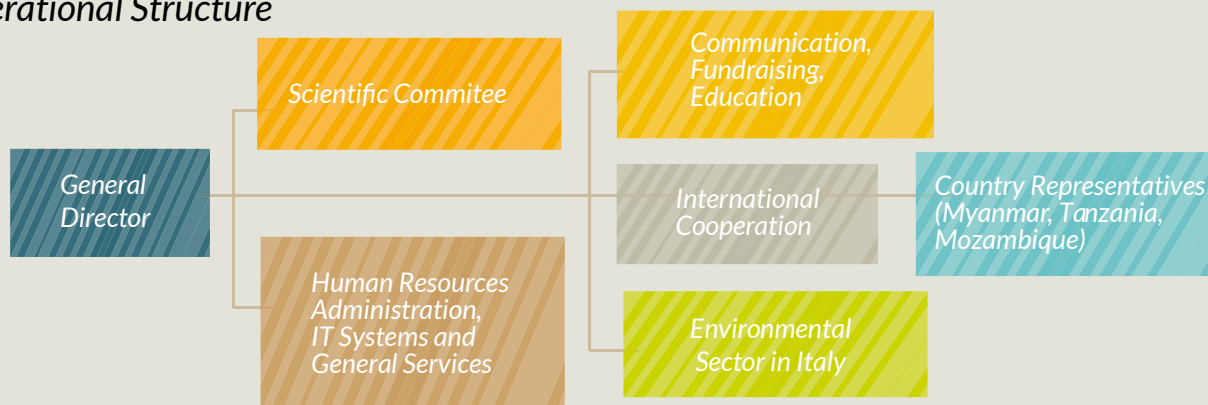 erational Structure
Scientific Commitee
Communication,
Fundraising,
Education
General
Director
International
Cooperation
Country Representatives
(Myanmar, Tanzania,
Mozambique)
Human Resources
Administration,
IT Systems and
General Services
Environmental
Sector in Italy